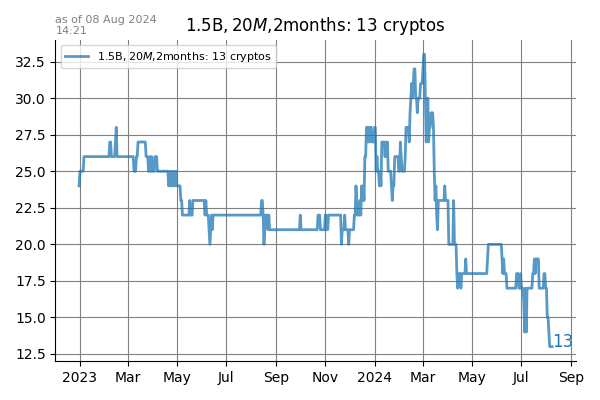 as of 08 Aug 2024
14:21
1.5B, 20M,2months: 13 cryptos
1.5B, 20M,2months: 13 cryptos
32.5
30.0
27.5
25.0
22.5
20.0
17.5
15.0
12.5
13
2023 Mar May Jul Sep Nov 2024 Mar May Jul Sep